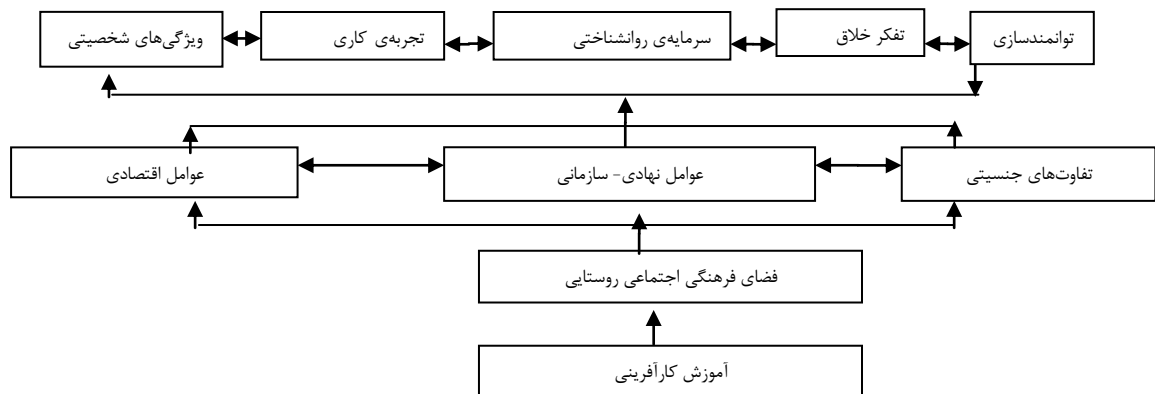 توانمندسازی
تفکر خلاق
سرمایه‌ی روانشناختی
تجربه‌ی کاری
ویژگی‌های شخصیتی
تفاوت‌های جنسیتی
عوامل نهادی- سازمانی
عوامل اقتصادی
فضای فرهنگی اجتماعی روستایی
آموزش کارآفرینی